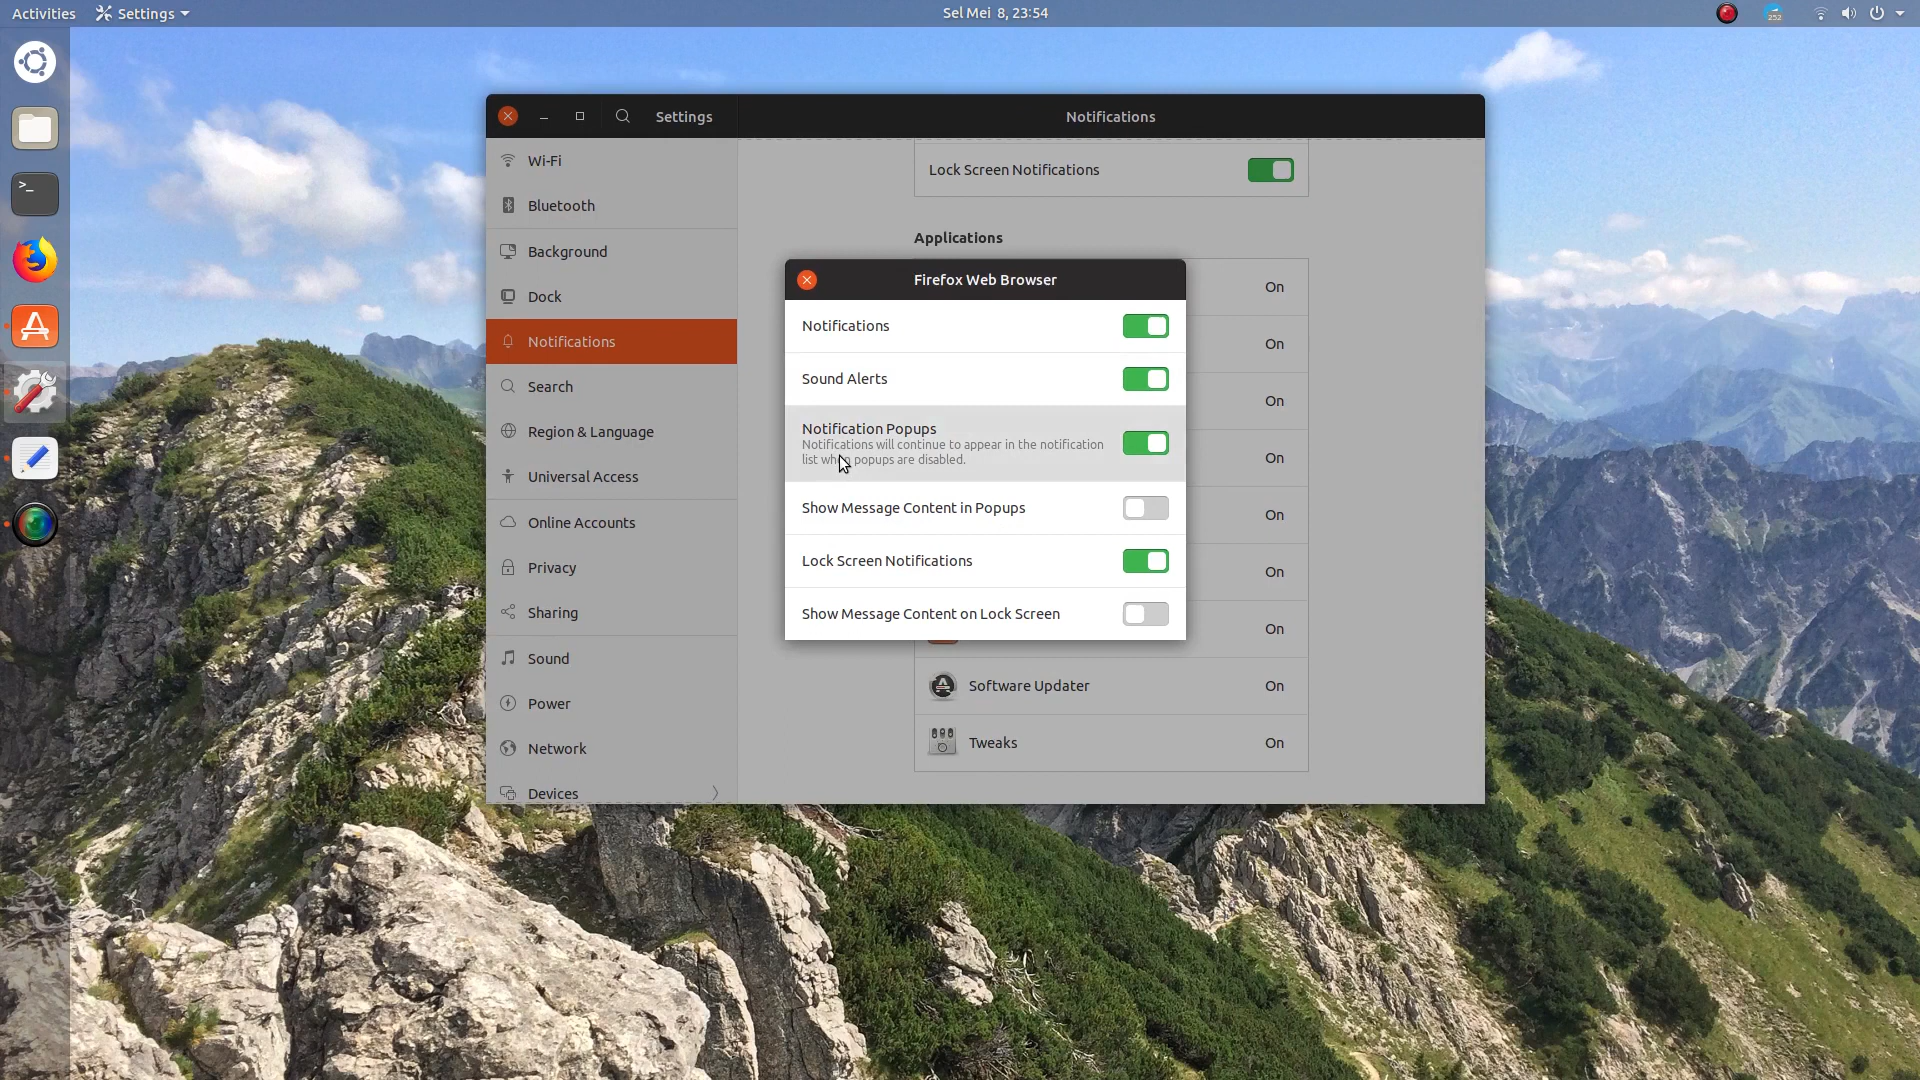 Activities
Settings
Sel Mei 8, 23:54
252
Settings
Notifications
Wi-Fi
Bluetooth
Background
Dock
Notifications
Search
Region & Language
Universal Access
Online Accounts
Privacy
Sharing
Sound
Power
Network
Devices
Lock Screen Notifications
Applications
On
On
On
On
On
On
On
Software Updater On
Tweaks On
Firefox Web Browser
Notifications
Sound Alerts
Notification Popups
Notifications will continue to appear in the notification
list when popups are disabled.
Show Message Content in Popups
Lock Screen Notifications
Show Message Content on Lock Screen
>_